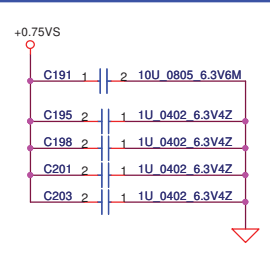 +0.75VS
C191 1 2 10U_0805_6.3V6M
C195 2 1 1U_0402_6.3V4Z
C198 2 1 1U_0402_6.3V4Z
C201 2 1 1U_0402_6.3V4Z
C203 2 1 1U_0402_6.3V4Z